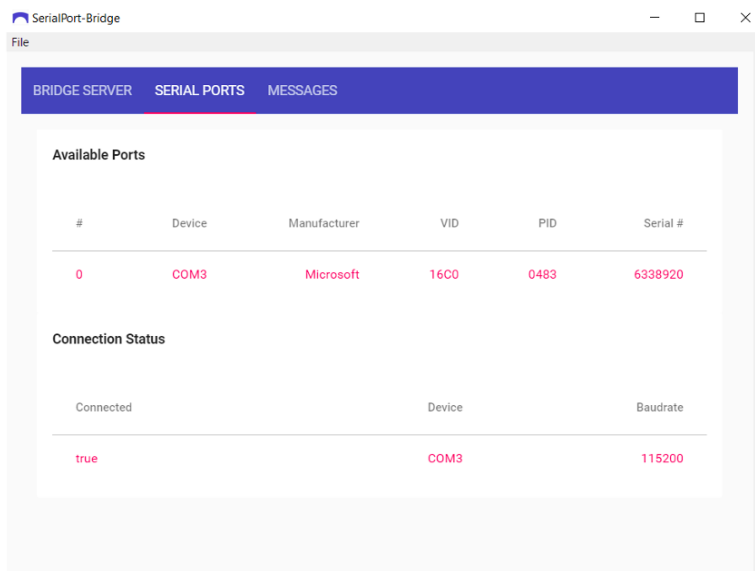 SerialPort-Bridge
File
BRIDGE SERVER SERIAL PORTS MESSAGES
Available Ports
# Device Manufacturer VID PID Serial #
0 COM3 Microsoft 16C0 0483 6338920
Connection Status
Connected Device Baudrate
true COM3 115200